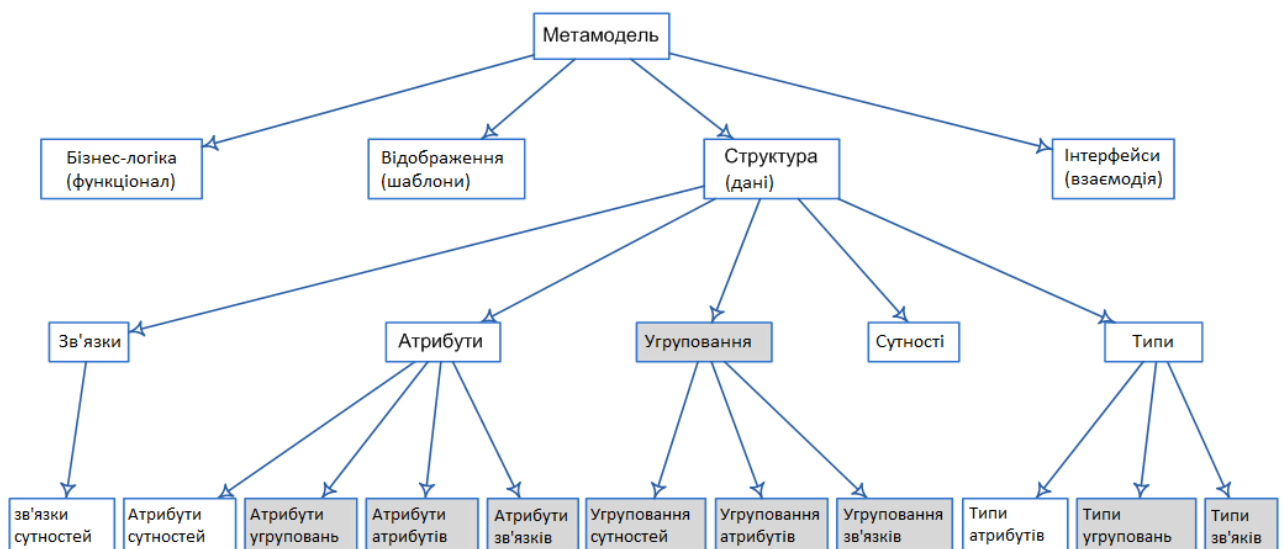 Метамодель
Бізнес-логіка
(функціонал)
Відображення
(шаблони)
Структура
(дані)
Інтерфейси
(взаємодія)
Зв'язки
Атрибути
Угруповання
Сутності
Типи
зв'язки
сутностей
Атрибути
сутностей
Атрибути
угруповань
Атрибути
атрибутів
Атрибути
зв'язків
Угруповання
сутностей
Угруповання
атрибутів
Угруповання
зв'язків
Типи
атрибутів
Типи
угруповань
Типи
зв'яків